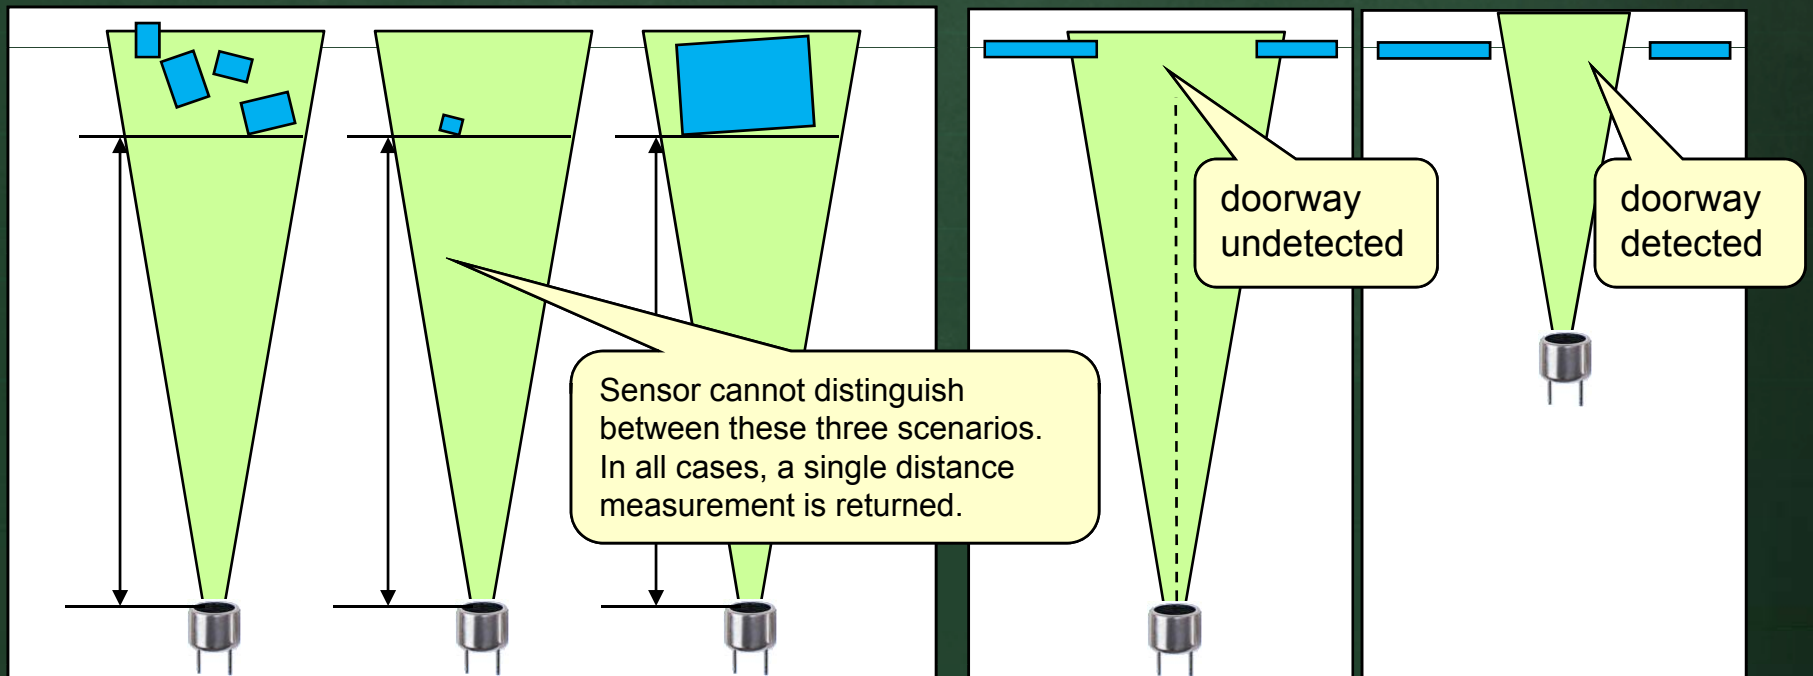 doorway
undetected
doorway
detected
Sensor cannot distinguish
between these three scenarios.
In all cases, a single distance
measurement is returned.